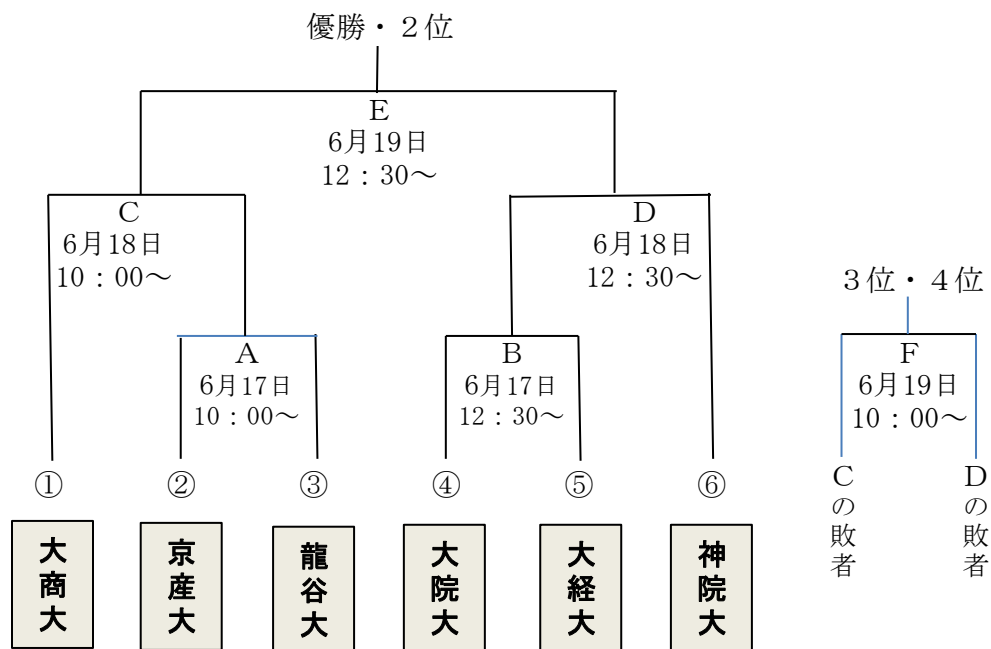 優勝・２位
E
6月19日
12：30～
C
6月18日
10：00～
D
6月18日
12：30～
３位・４位
A
6月17日
10：00～
B
6月17日
12：30～
F
6月19日
10：00～
①
②
③
④
⑤
⑥
Cの敗者
Dの敗者
大商大
京産大
龍谷大
大院大
大経大
神院大